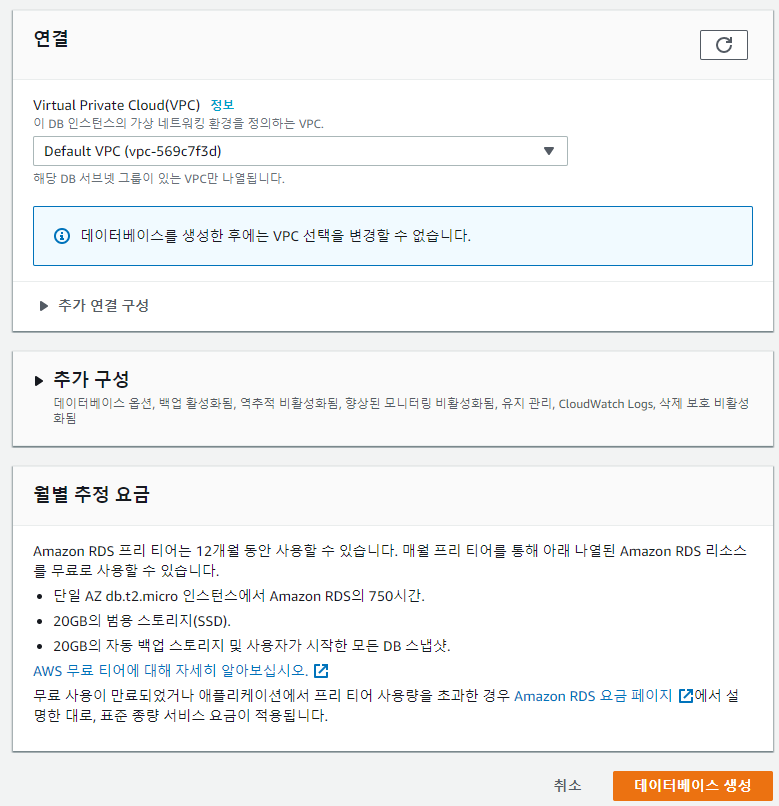 연결
Virtual Private Cloud(VPC) 정보
이 DB 인스턴스의 가상 네트워킹 환경을 정의하는 VPC.
Default VPC (vpc-569c7f3d)
해당 DB 서브넷 그룹이 있는 VPC만 나열됩니다.
데이터베이스를 생성한 후에는 VPC 선택을 변경할 수 없습니다.
추가 연결 구성
추가 구성
데이터베이스 옵션, 백업 활성화됨, 역추적 비활성화됨, 향상된 모니터링 비활성화됨, 유지 관리, CloudWatch Logs, 삭제 보호 비활성
화됨
월별 추정 요금
Amazon RDS 프리 티어는 12개월 동안 사용할 수 있습니다. 매월 프리 티어를 통해 아래 나열된 Amazon RDS 리소스
를 무료로 사용할 수 있습니다.
• 단일 AZ db.t2.micro 인스턴스에서 Amazon RDS의 750시간.
• 20GB의 범용 스토리지(SSD).
• 20GB의 자동 백업 스토리지 및 사용자가 시작한 모든 DB 스냅샷.
AWS 무료 티어에 대해 자세히 알아보십시오.
무료 사용이 만료되었거나 애플리케이션에서 프리 티어 사용량을 초과한 경우 Amazon RDS 요금 페이지에서 설
명한 대로, 표준 종량 서비스 요금이 적용됩니다.
취소 데이터베이스 생성